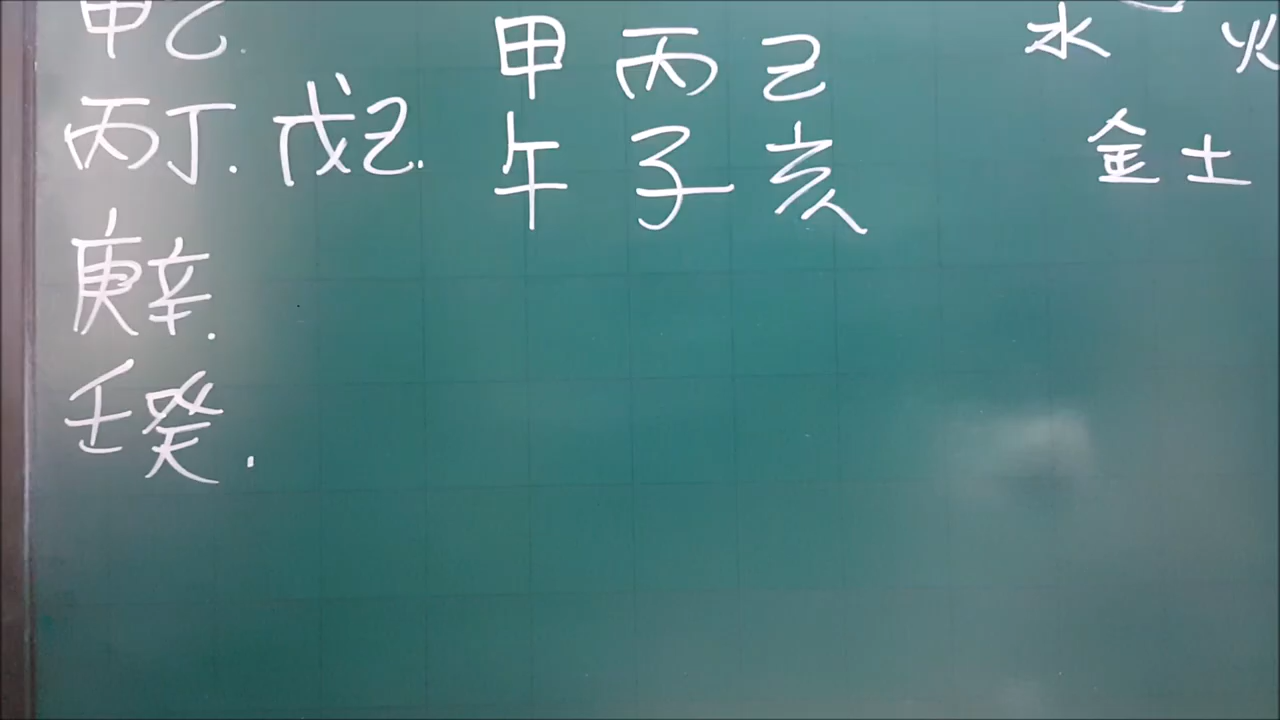 甲乙.
丙丁.戊己.
庚辛.
壬癸.
甲丙己
午子亥
水 火
金土